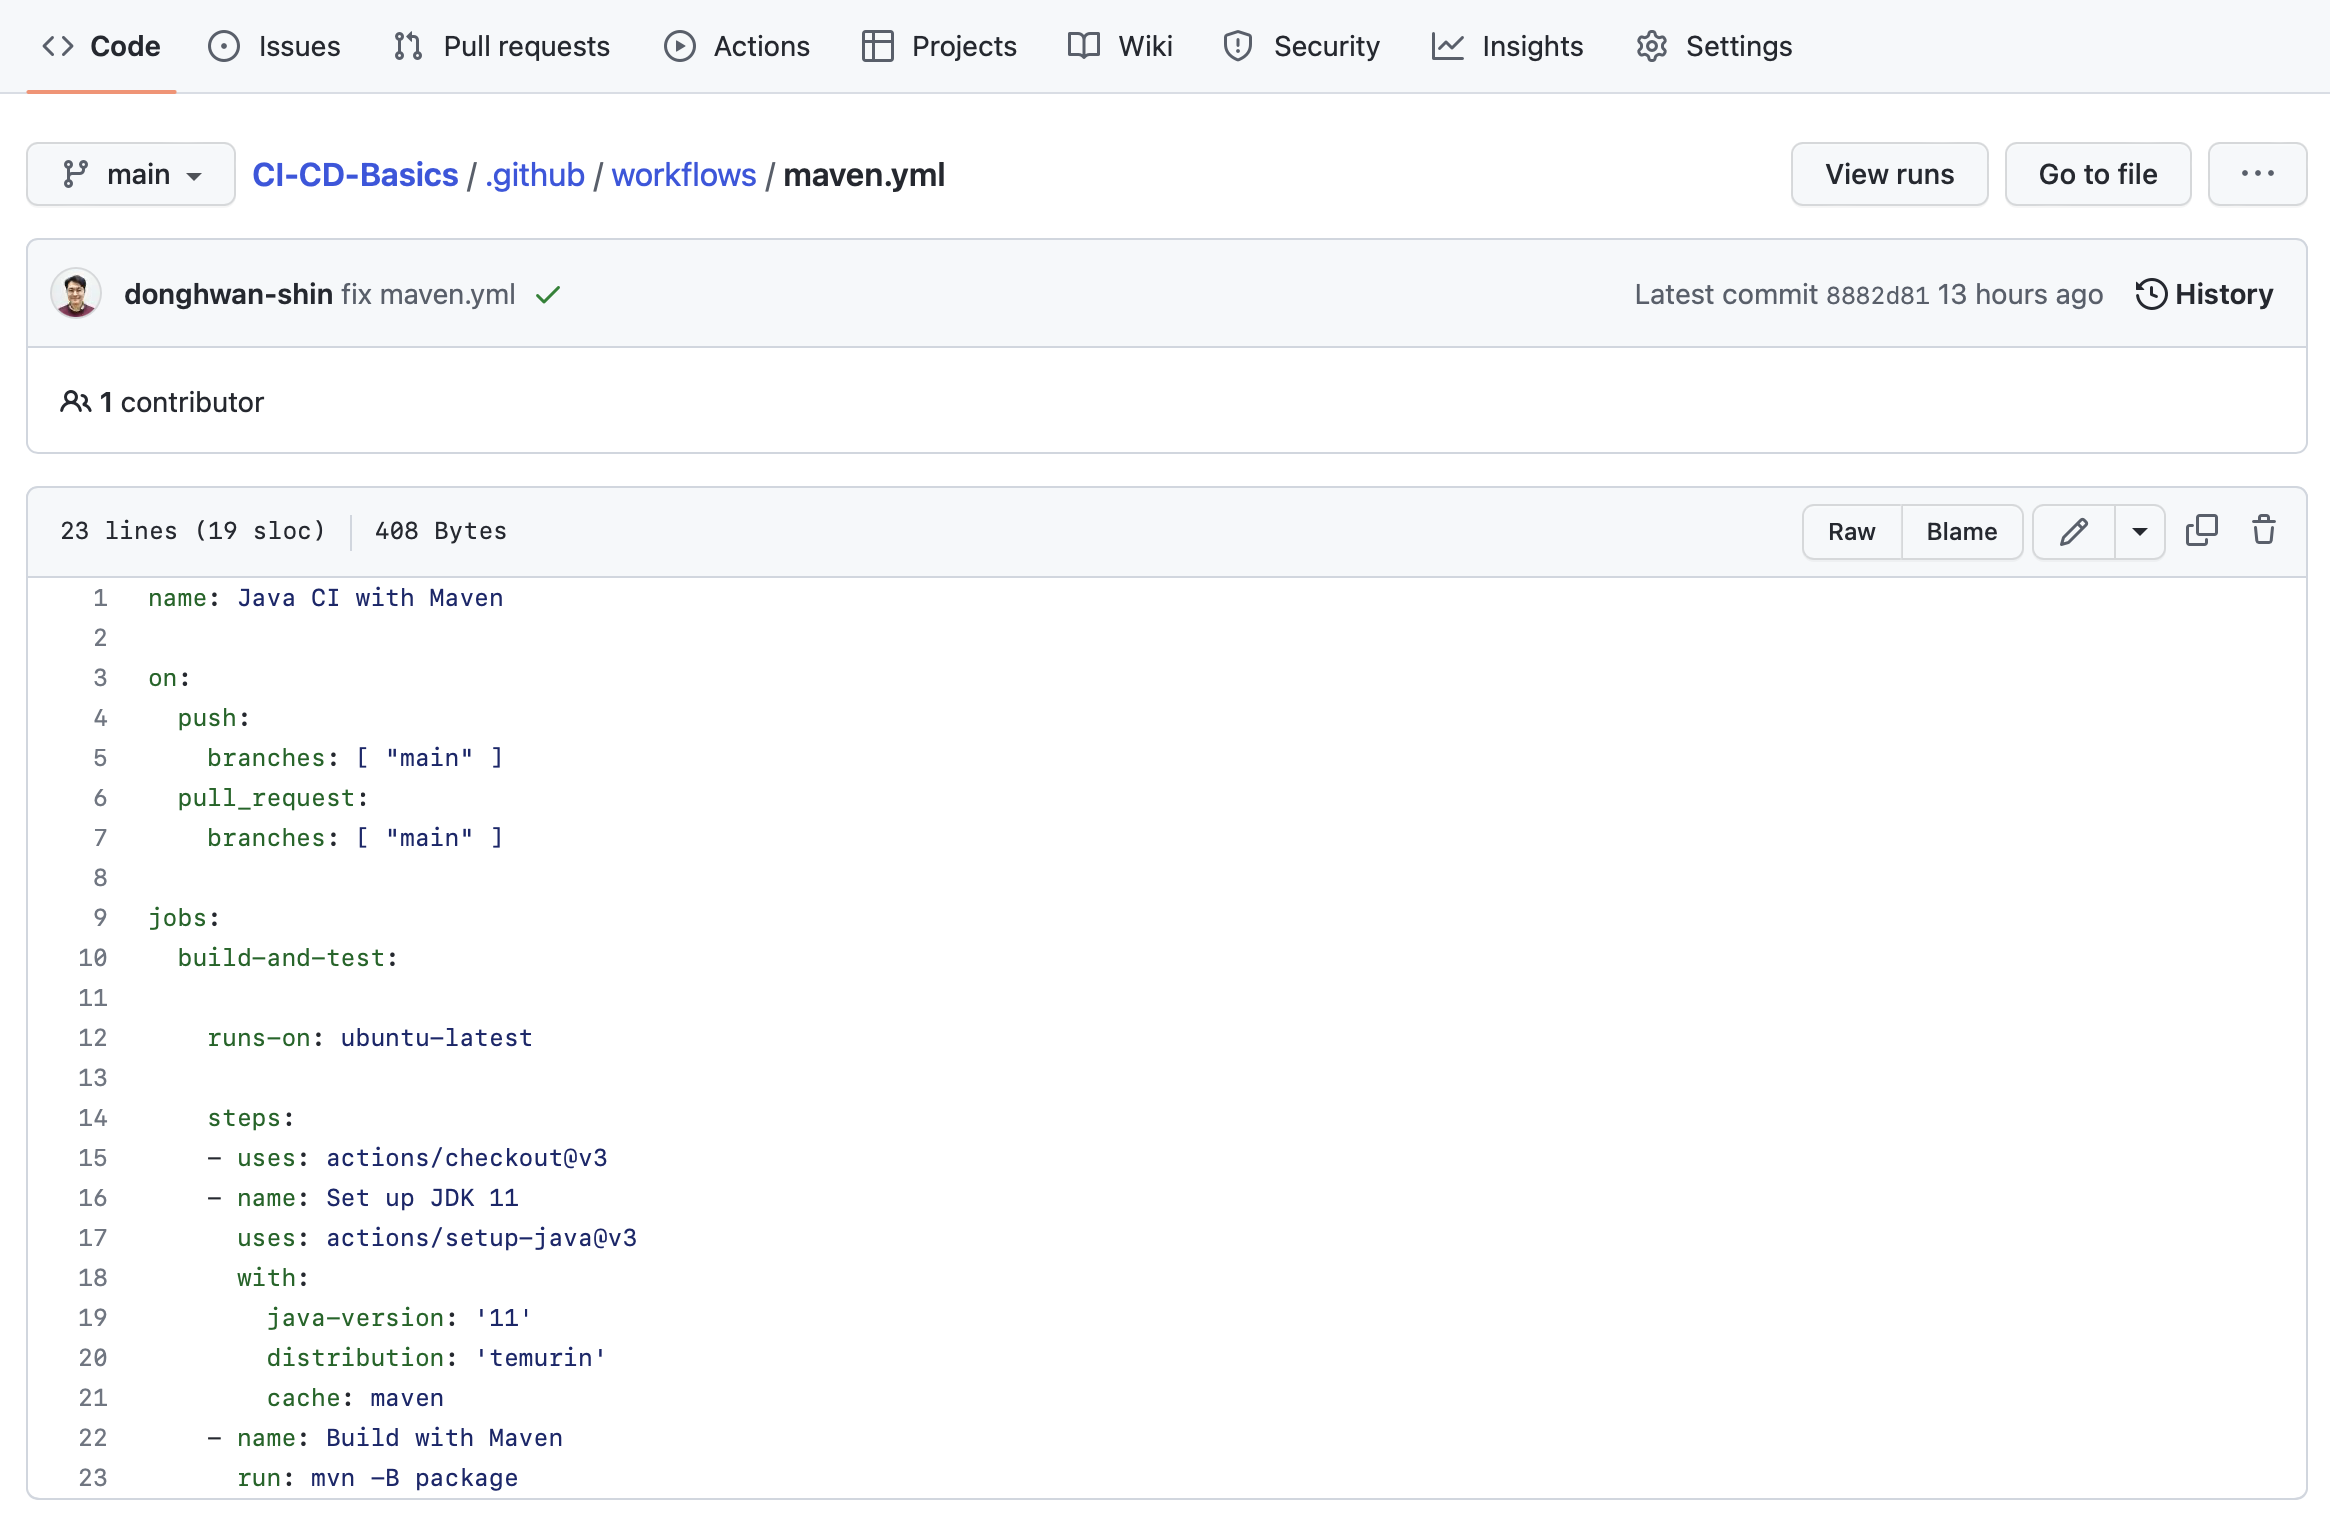 Code Issues Pull requests Actions Projects Wiki Security Insights Settings
main CI-CD-Basics / .github / workflows / maven.yml View runs Go to file ...
donghwan-shin fix maven.yml Latest commit 8882d81 13 hours ago History
1 contributor
23 lines (19 sloc) 408 Bytes Raw Blame
1 name: Java CI with Maven
2
3 on:
4   push:
5     branches: [ "main" ]
6   pull_request:
7     branches: [ "main" ]
8
9 jobs:
10   build-and-test:
11
12     runs-on: ubuntu-latest
13
14     steps:
15     - uses: actions/checkout@v3
16     - name: Set up JDK 11
17       uses: actions/setup-java@v3
18       with:
19         java-version: '11'
20         distribution: 'temurin'
21         cache: maven
22     - name: Build with Maven
23       run: mvn -B package